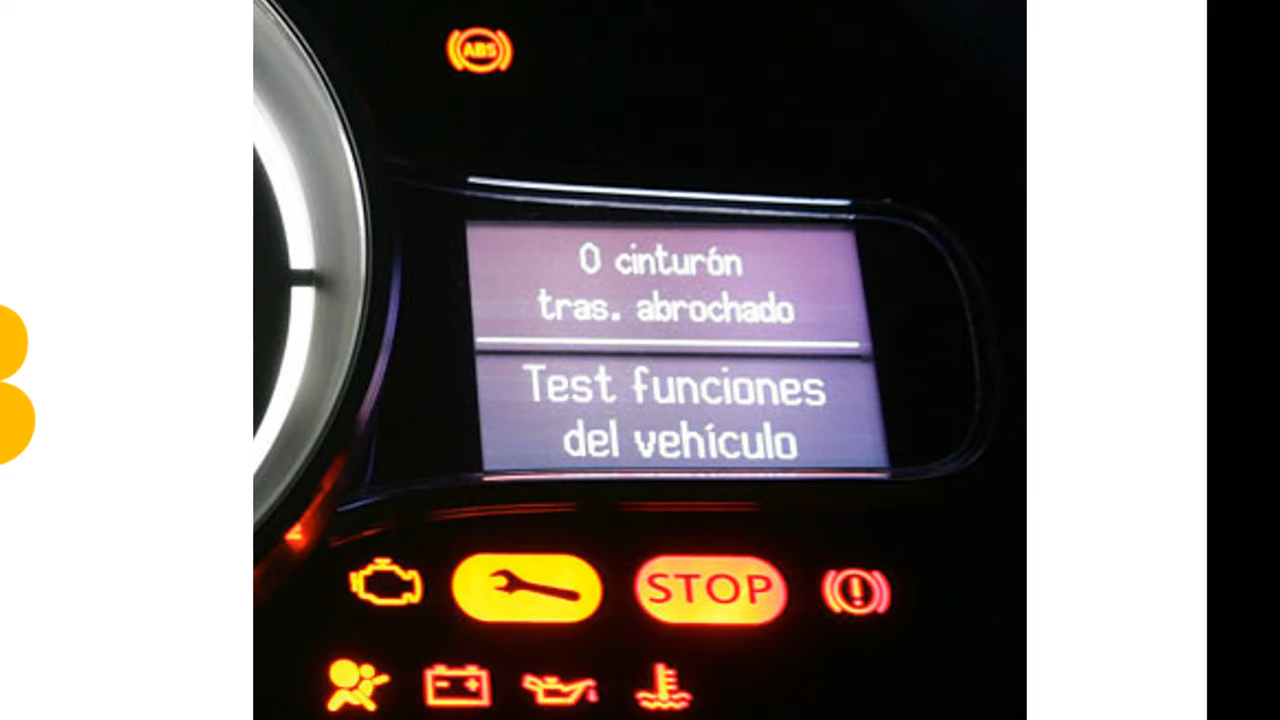 ABS
0 cinturón
tras. abrochado
Test funciones
del vehículo
STOP